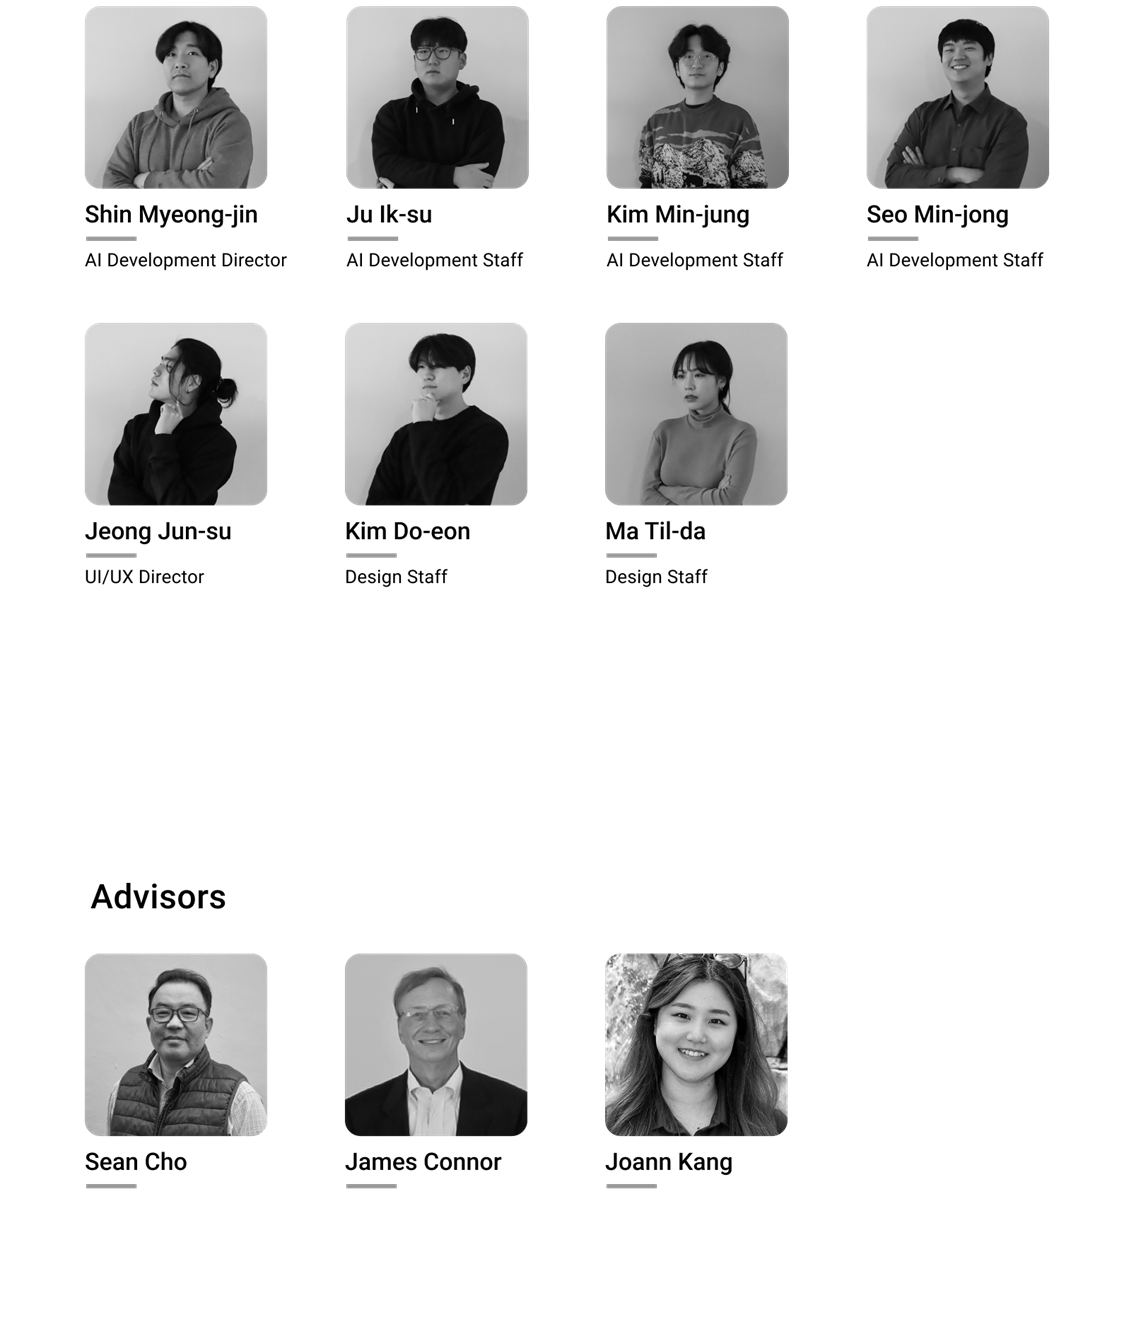 Shin Myeong-jin
AI Development Director
Ju Ik-su
AI Development Staff
Kim Min-jung
AI Development Staff
Seo Min-jong
AI Development Staff
Jeong Jun-su
UI/UX Director
Kim Do-eon
Design Staff
Ma Til-da
Design Staff
Advisors
Sean Cho
James Connor
Joann Kang